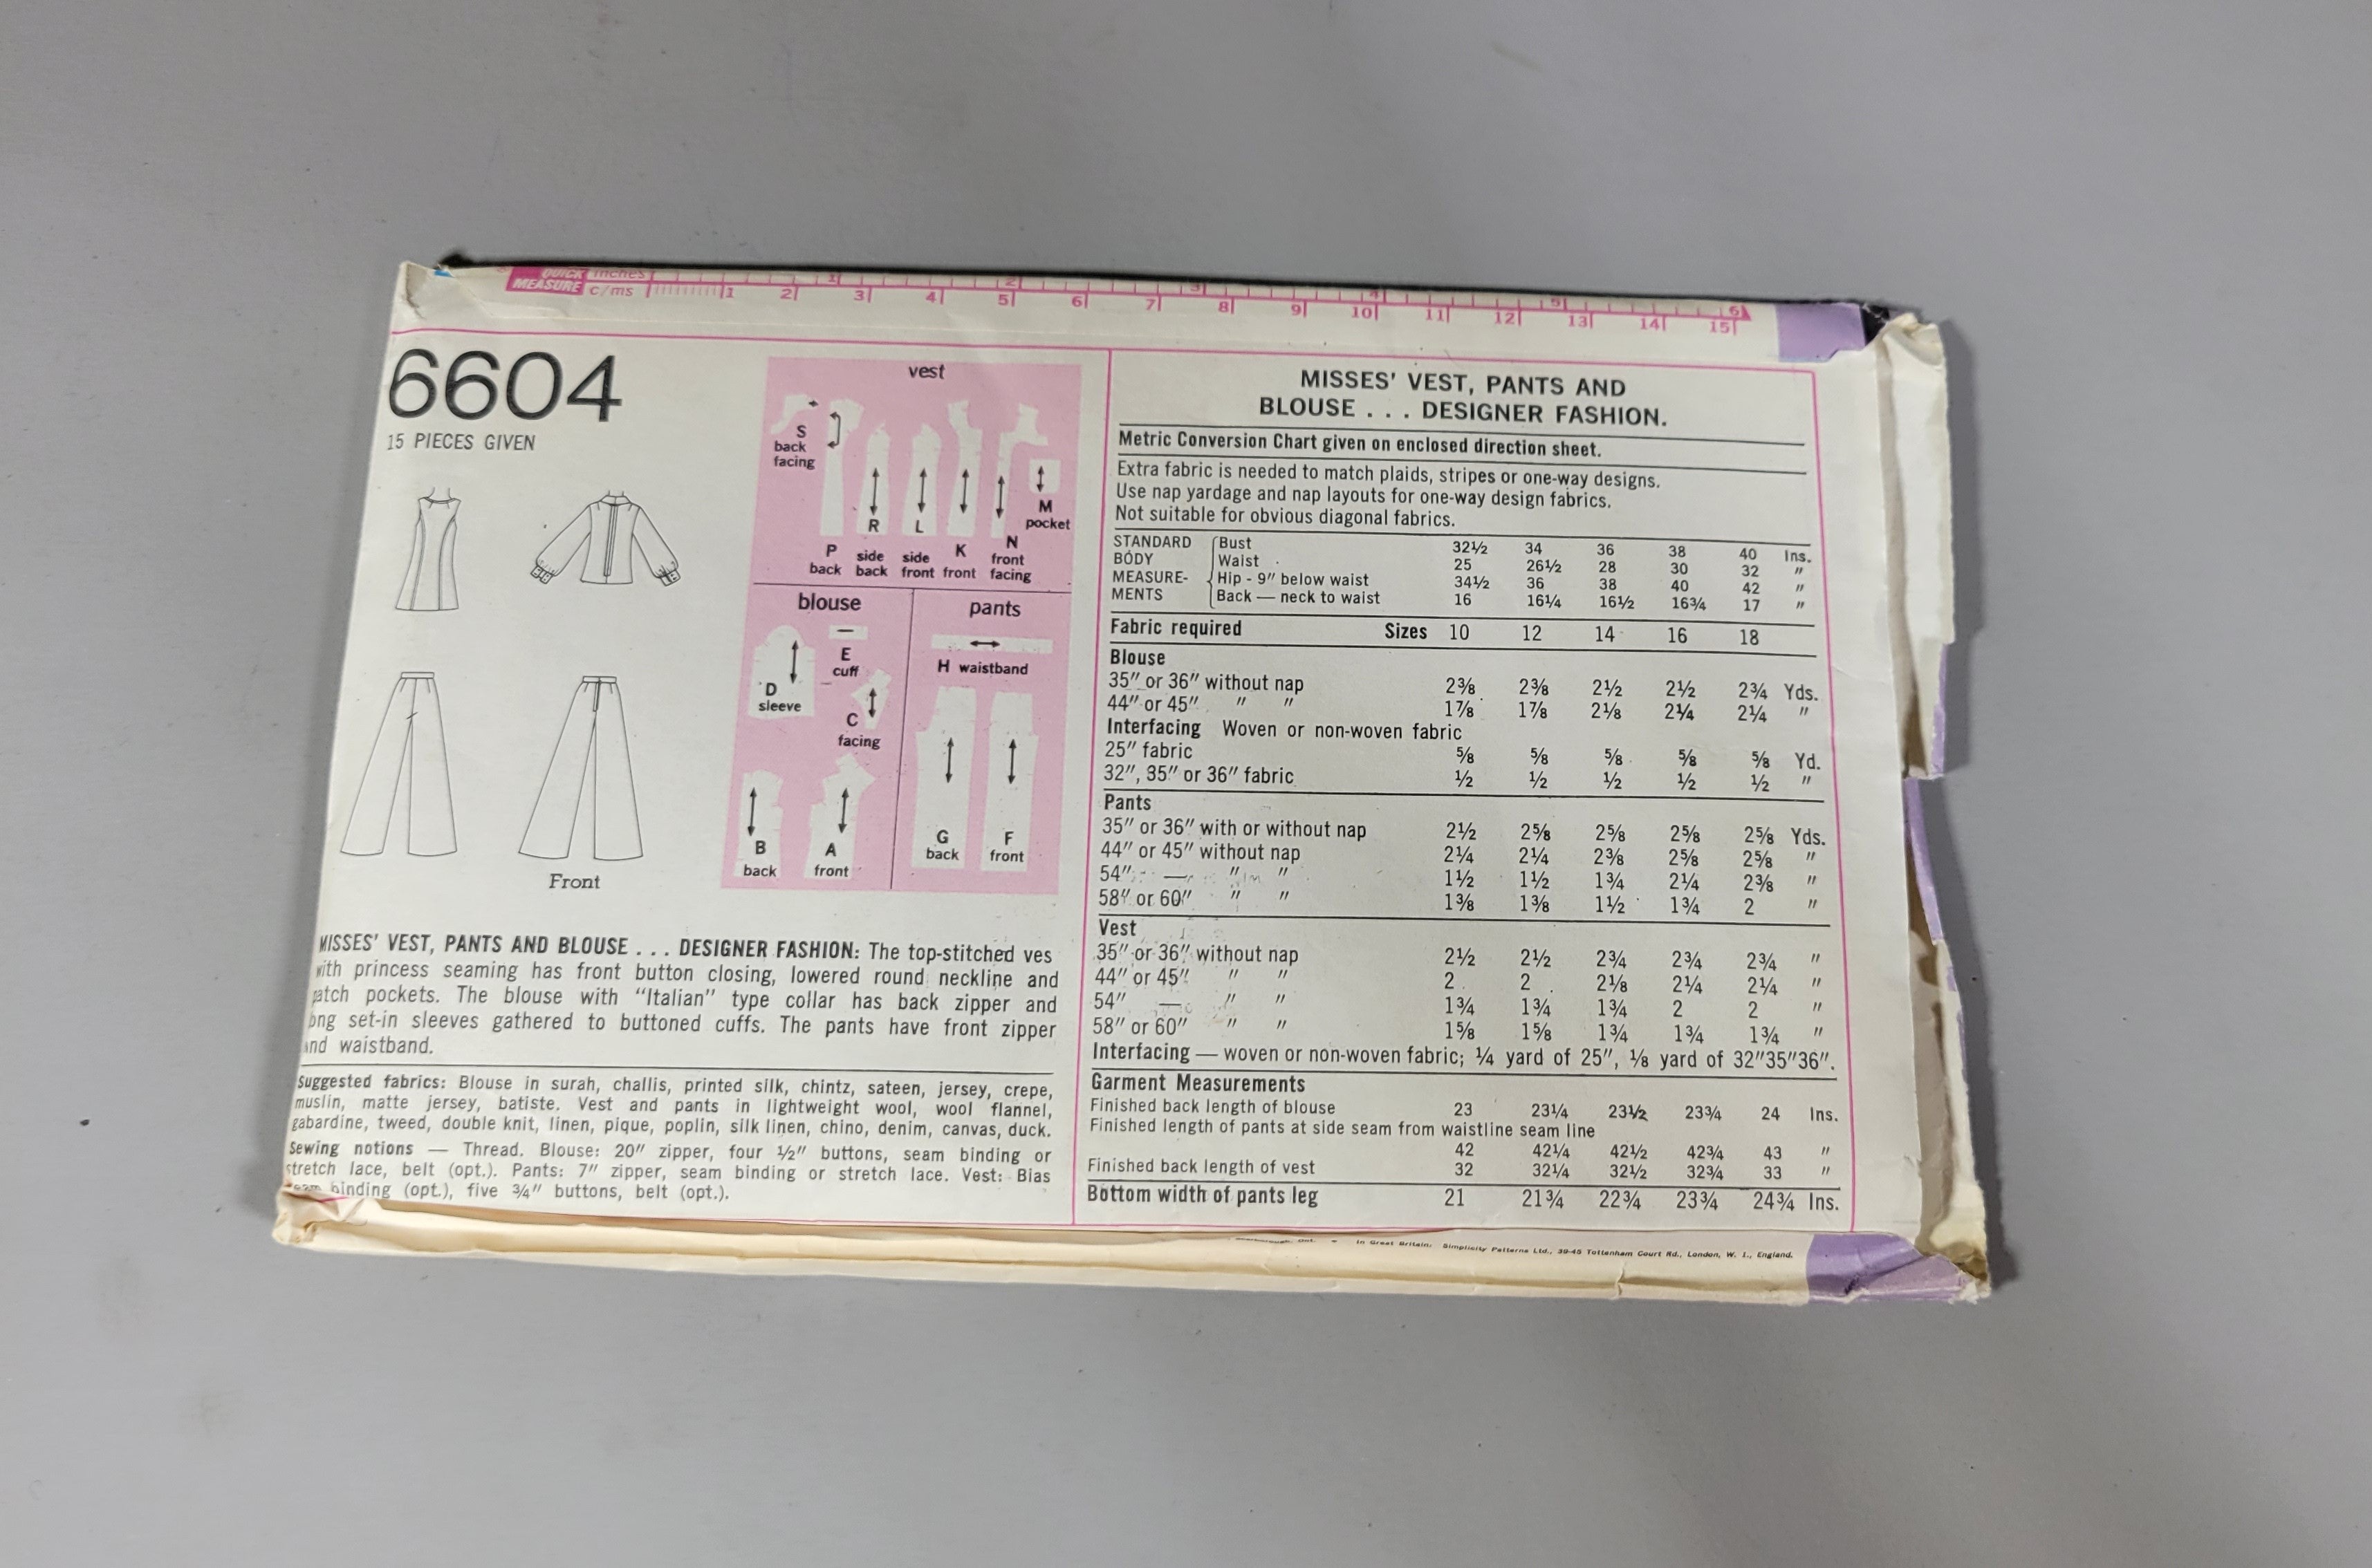 QUICK inches
MEASURE c/ms
1 2 3 4 5 6
1 2 3 4 5 6 7 8 9 10 11 12 13 14 15
6604
15 PIECES GIVEN
Front
vest
S
back
facing
M
pocket
R L
P side side K N
back back front front front
facing
blouse
D
sleeve
E
cuff
C
facing
B
back
A
front
pants
H waistband
G
back
F
front
MISSES' VEST, PANTS AND BLOUSE . . . DESIGNER FASHION: The top-stitched ves
with princess seaming has front button closing, lowered round neckline and
atch pockets. The blouse with "Italian" type collar has back zipper and
ong set-in sleeves gathered to buttoned cuffs. The pants have front zipper
and waistband.
Suggested fabrics: Blouse in surah, challis, printed silk, chintz, sateen, jersey, crepe,
muslin, matte jersey, batiste. Vest and pants in lightweight wool, wool flannel,
gabardine, tweed, double knit, linen, pique, poplin, silk linen, chino, denim, canvas, duck.
Sewing notions — Thread. Blouse: 20" zipper, four ½" buttons, seam binding or
stretch lace, belt (opt.). Pants: 7" zipper, seam binding or stretch lace. Vest: Bias
seam binding (opt.), five ¾" buttons, belt (opt.).
MISSES' VEST, PANTS AND
BLOUSE . . . DESIGNER FASHION.
Metric Conversion Chart given on enclosed direction sheet.
Extra fabric is needed to match plaids, stripes or one-way designs.
Use nap yardage and nap layouts for one-way design fabrics.
Not suitable for obvious diagonal fabrics.
STANDARD Bust 32½ 34 36 38 40 Ins.
BODY Waist 25 26½ 28 30 32 "
MEASURE- Hip - 9" below waist 34½ 36 38 40 42 "
MENTS Back — neck to waist 16 16¼ 16½ 16¾ 17 "
Fabric required Sizes 10 12 14 16 18
Blouse
35" or 36" without nap 2⅜ 2⅜ 2½ 2½ 2¾ Yds.
44" or 45" " " 1⅞ 1⅞ 2⅛ 2¼ 2¼ "
Interfacing Woven or non-woven fabric
25" fabric ⅝ ⅝ ⅝ ⅝ ⅝ Yd.
32", 35" or 36" fabric ½ ½ ½ ½ ½ "
Pants
35" or 36" with or without nap 2½ 2⅝ 2⅝ 2⅝ 2⅝ Yds.
44" or 45" without nap 2¼ 2¼ 2⅜ 2⅝ 2⅝ "
54" — " " 1½ 1½ 1¾ 2¼ 2⅜ "
58" or 60" " " 1⅜ 1⅜ 1½ 1¾ 2 "
Vest
35" or 36" without nap 2½ 2½ 2¾ 2¾ 2¾ "
44" or 45" " " 2 2 2⅛ 2¼ 2¼ "
54" — " " 1¾ 1¾ 1¾ 2 2 "
58" or 60" " " 1⅝ 1⅝ 1¾ 1¾ 1¾ "
Interfacing — woven or non-woven fabric; ¼ yard of 25", ⅛ yard of 32"35"36".
Garment Measurements
Finished back length of blouse 23 23¼ 23½ 23¾ 24 Ins.
Finished length of pants at side seam from waistline seam line
42 42¼ 42½ 42¾ 43 "
Finished back length of vest 32 32¼ 32½ 32¾ 33 "
Bottom width of pants leg 21 21¾ 22¾ 23¾ 24¾ Ins.
In Great Britain: Simplicity Patterns Ltd., 39-45 Tottenham Court Rd., London, W. 1., England.